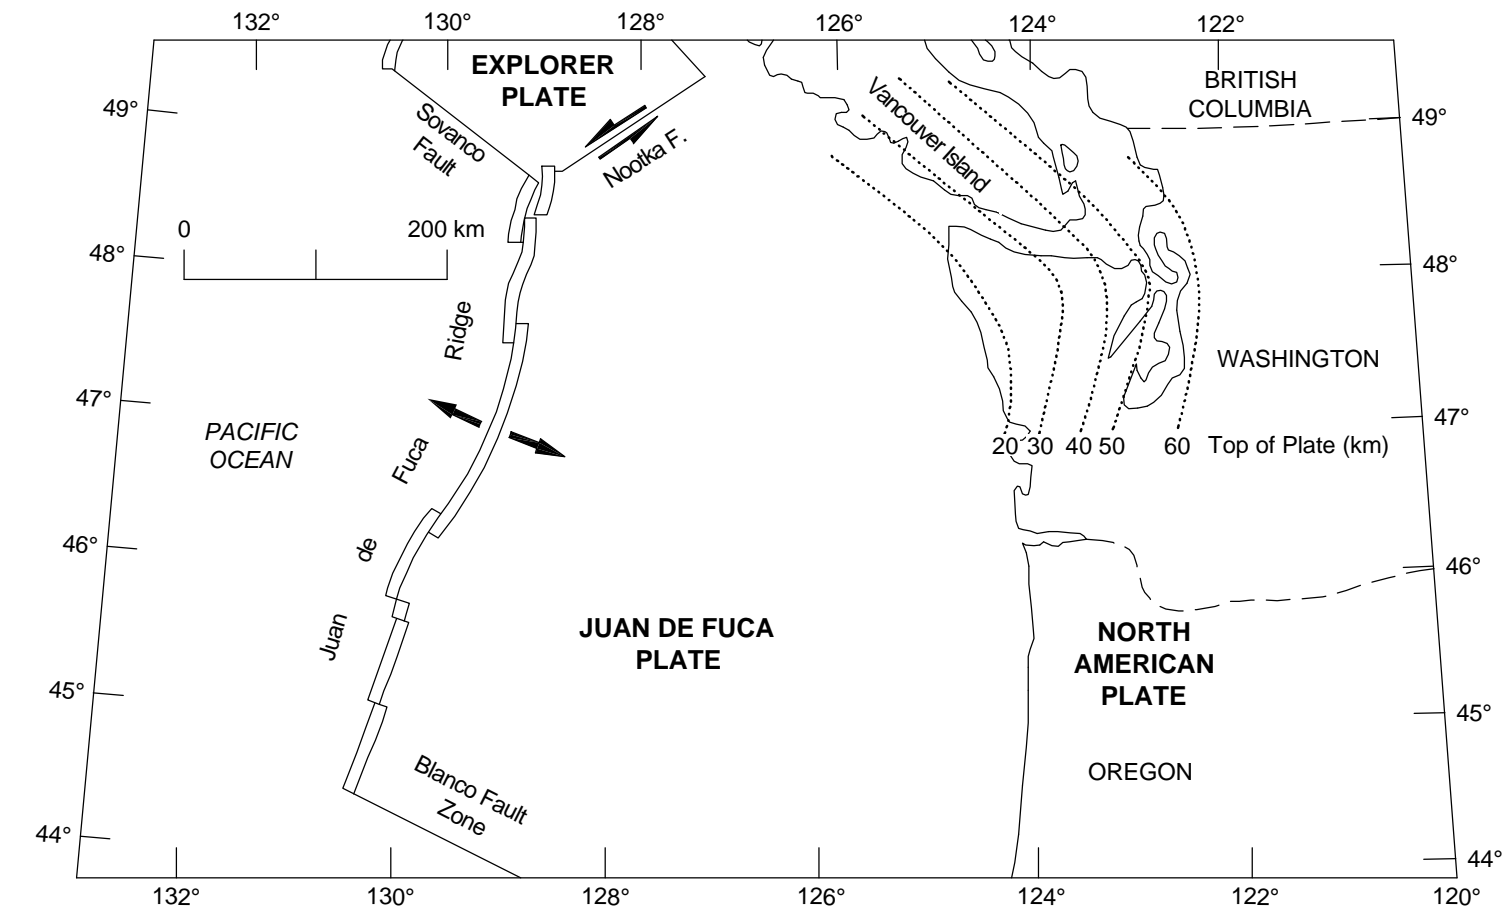 132°
130°
128°
126°
124°
122°
EXPLORER
PLATE
BRITISH
COLUMBIA
49°
49°
Sovanco
Fault
Nootka F.
Vancouver Island
0
200 km
48°
48°
Ridge
WASHINGTON
47°
47°
PACIFIC
OCEAN
Fuca
20 30 40 50 60 Top of Plate (km)
46°
46°
de
Juan
JUAN DE FUCA
PLATE
NORTH
AMERICAN
PLATE
45°
45°
OREGON
Blanco Fault
Zone
44°
44°
132°
130°
128°
126°
124°
122°
120°